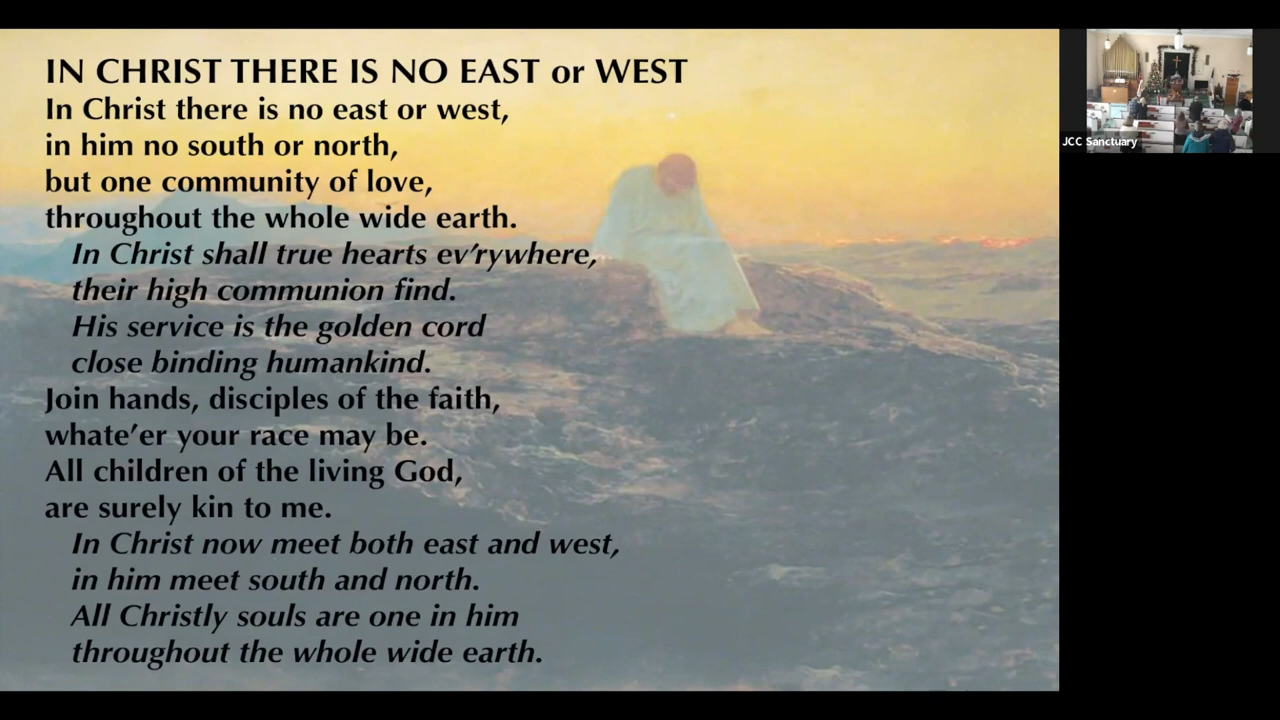 IN CHRIST THERE IS NO EAST or WEST
In Christ there is no east or west,
in him no south or north,
but one community of love,
throughout the whole wide earth.
In Christ shall true hearts ev’rywhere,
their high communion find.
His service is the golden cord
close binding humankind.
Join hands, disciples of the faith,
whate’er your race may be.
All children of the living God,
are surely kin to me.
In Christ now meet both east and west,
in him meet south and north.
All Christly souls are one in him
throughout the whole wide earth.
JCC Sanctuary